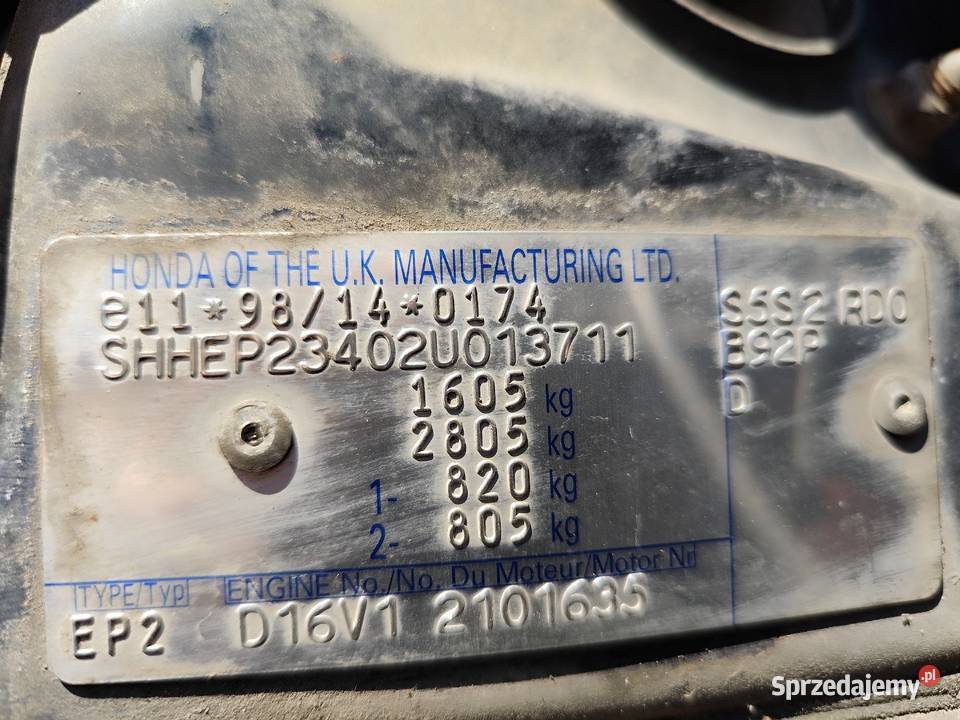 HONDA OF THE U.K. MANUFACTURING LTD.
e11*98/14*0174
SHHEP23402U013711
1605 kg
2805 kg
1- 820 kg
2- 805 kg
S5S2 RD0
B92P
D
TYPE/Typ ENGINE No./No. Du Moteur/Motor Nr
EP2 D16V1 2101635
Sprzedajemy.pl